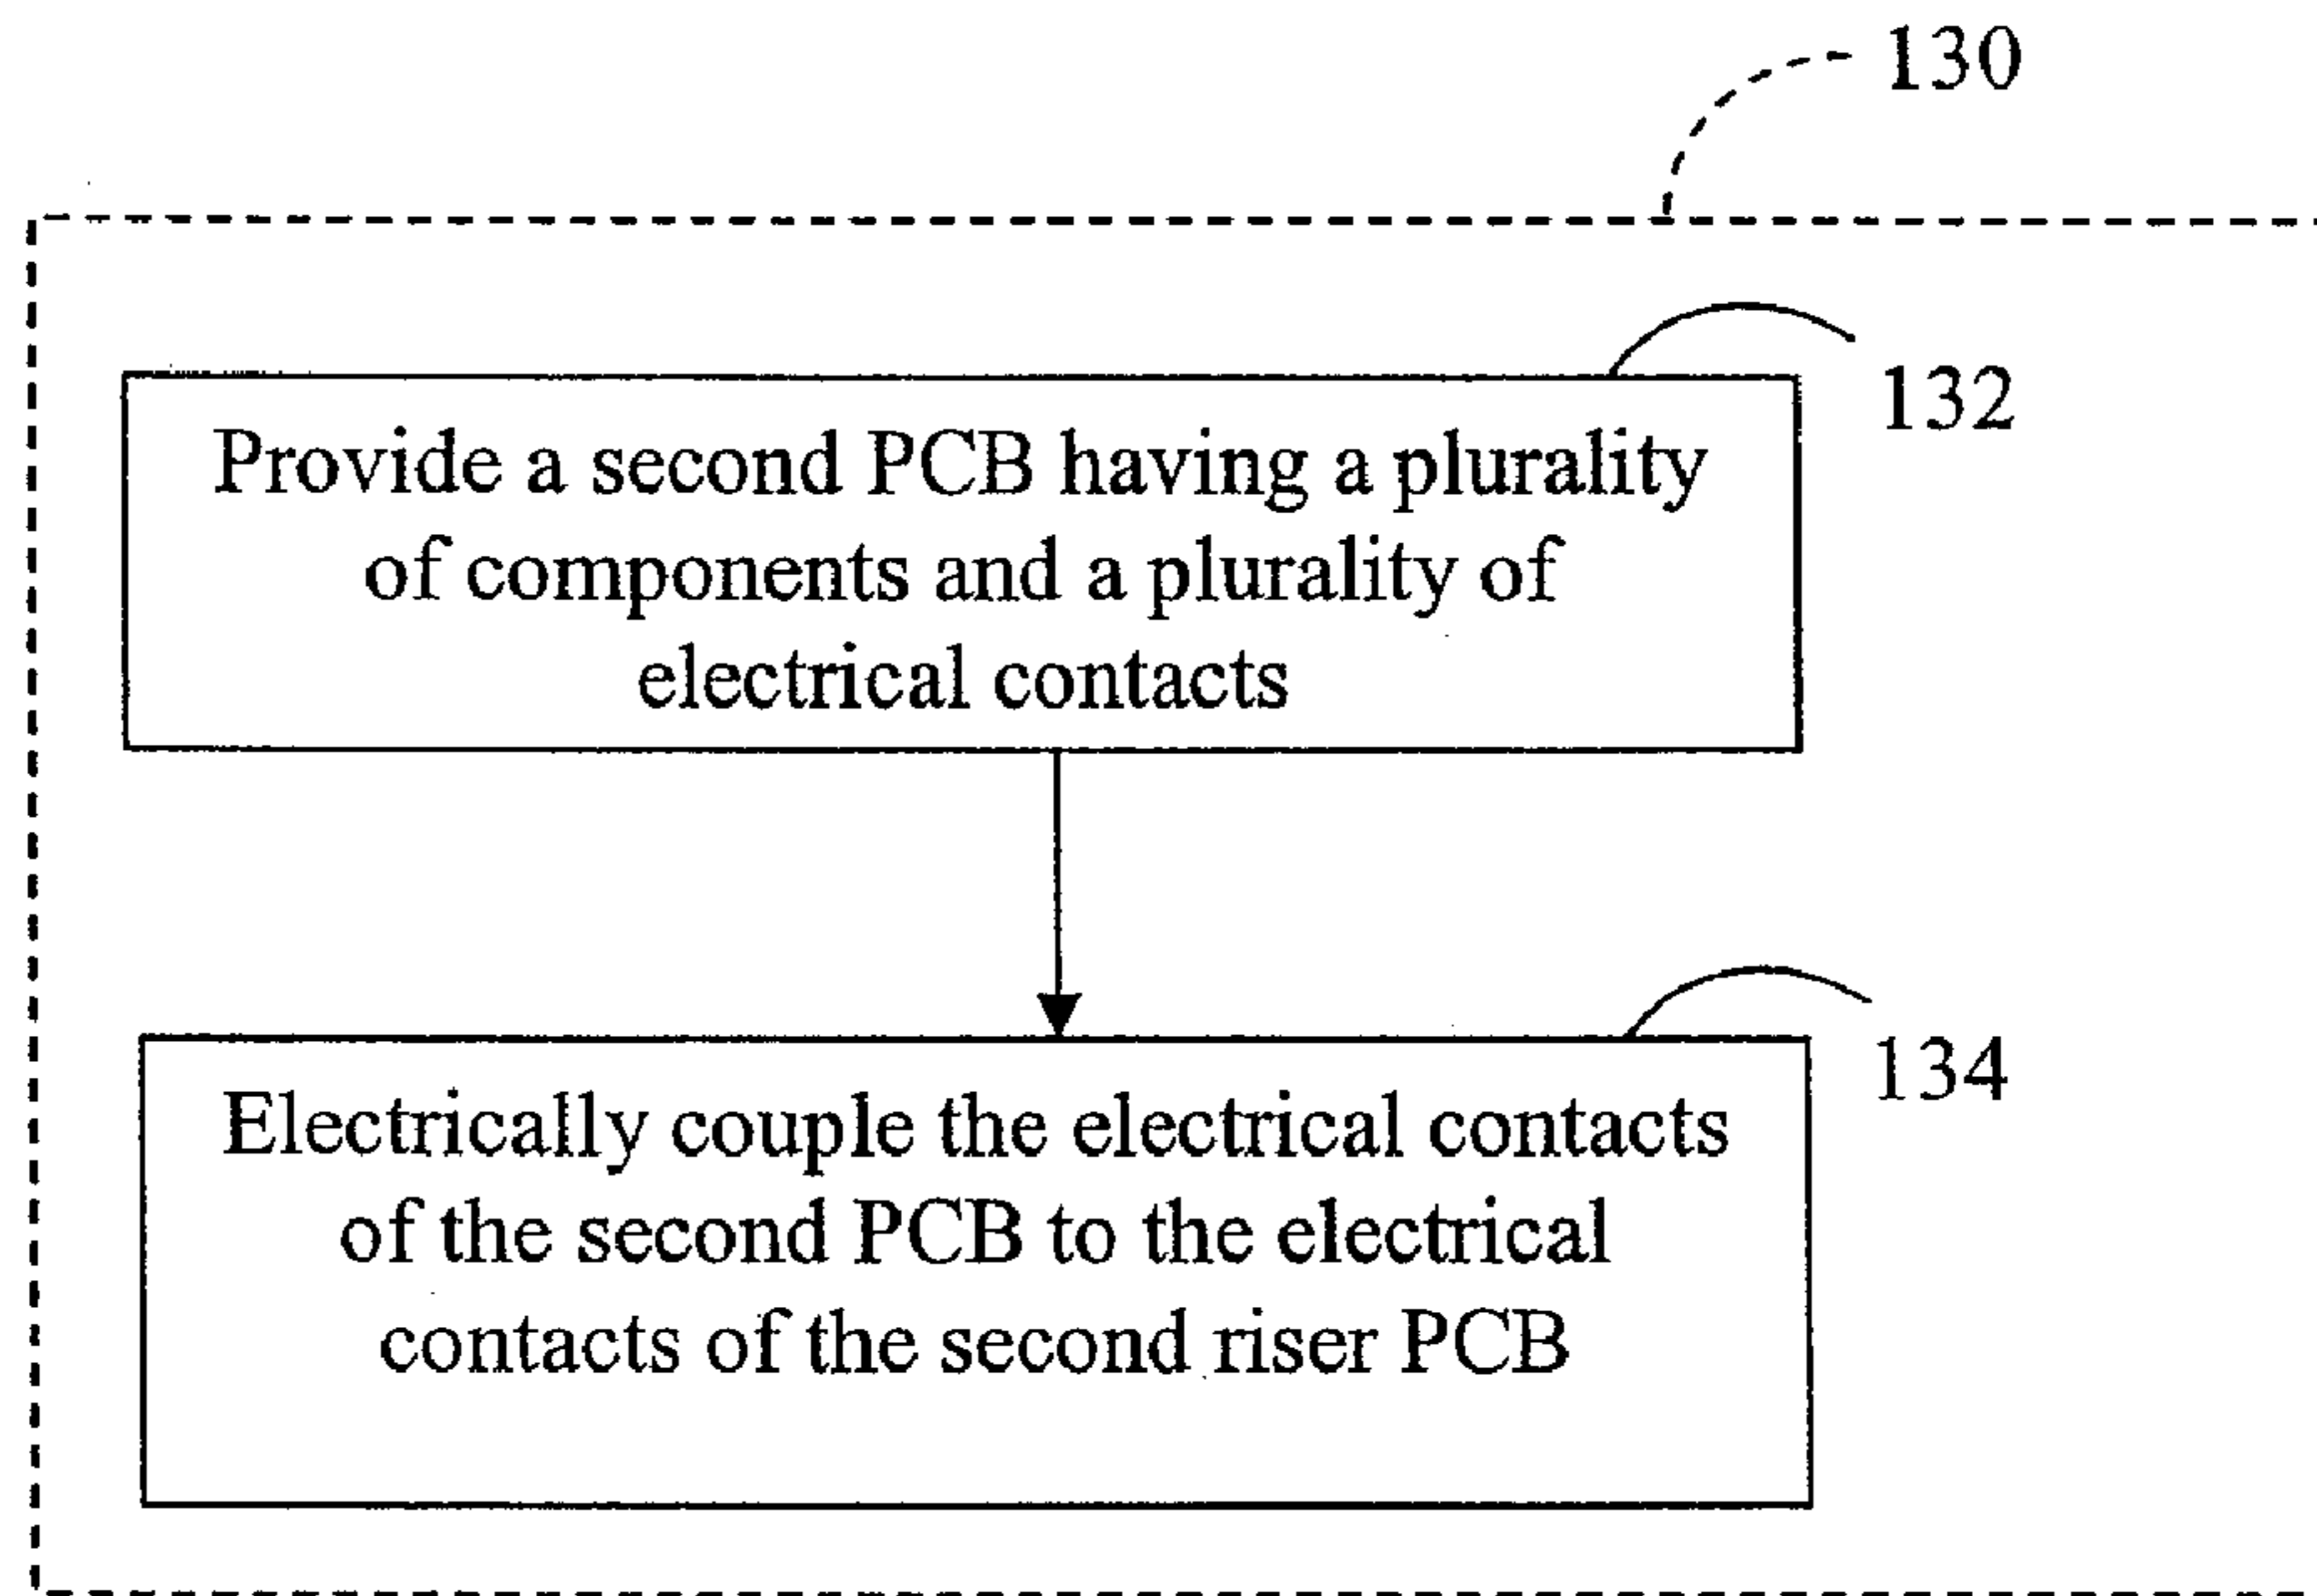 130
132
Provide a second PCB having a plurality
of components and a plurality of
electrical contacts
134
Electrically couple the electrical contacts
of the second PCB to the electrical
contacts of the second riser PCB